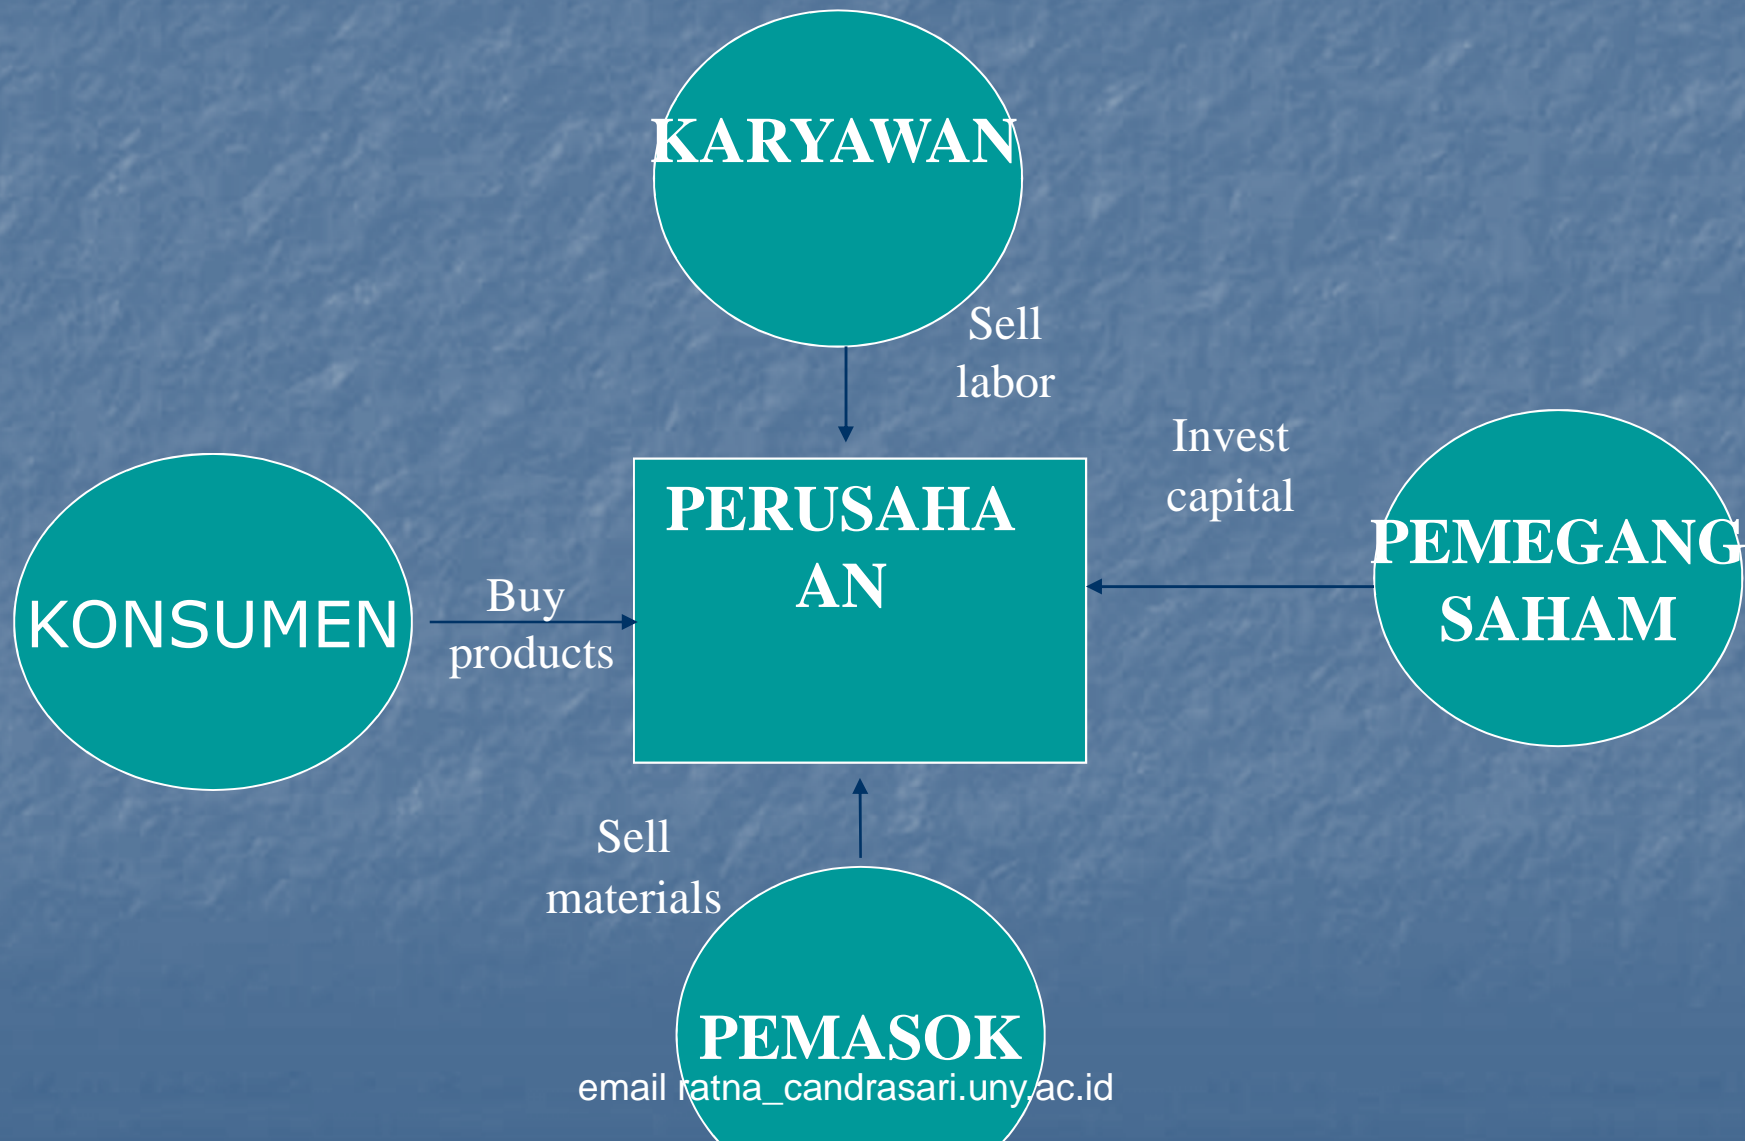 KARYAWAN
Sell
labor
Invest
capital
PERUSAHA
AN
PEMEGANG
SAHAM
KONSUMEN
Buy
products
Sell
materials
PEMASOK
email ratna_candrasari.uny.ac.id